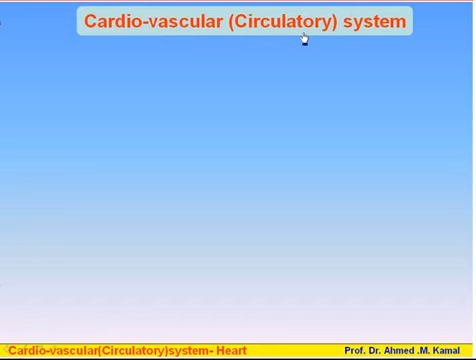 Cardio-vascular (Circulatory) system
Cardio-vascular(Circulatory)system- Heart
Prof. Dr. Ahmed .M. Kamal